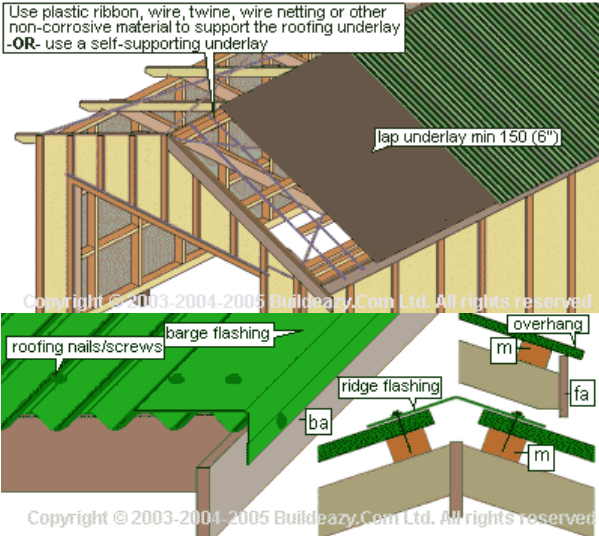 Use plastic ribbon, wire, twine, wire netting or other
non-corrosive material to support the roofing underlay
-OR- use a self-supporting underlay
lap underlay min 150 (6")
Copyright © 2003-2004-2005 Buildeazy.Com Ltd. All rights reserved
barge flashing
roofing nails/screws
ba
overhang
m
fa
ridge flashing
m
Copyright © 2003-2004-2005 Buildeazy.Com Ltd. All rights reserved